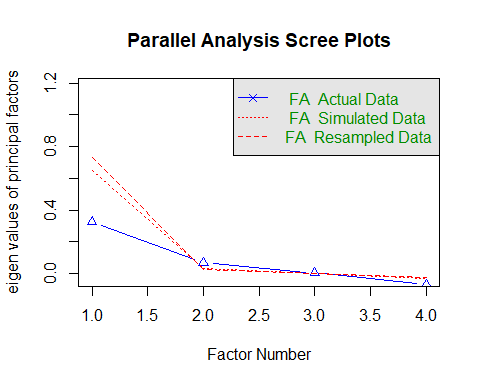 Parallel Analysis Scree Plots
eigen values of principal factors
1.2
0.8
0.4
0.0
FA Actual Data
FA Simulated Data
FA Resampled Data
1.0 1.5 2.0 2.5 3.0 3.5 4.0
Factor Number